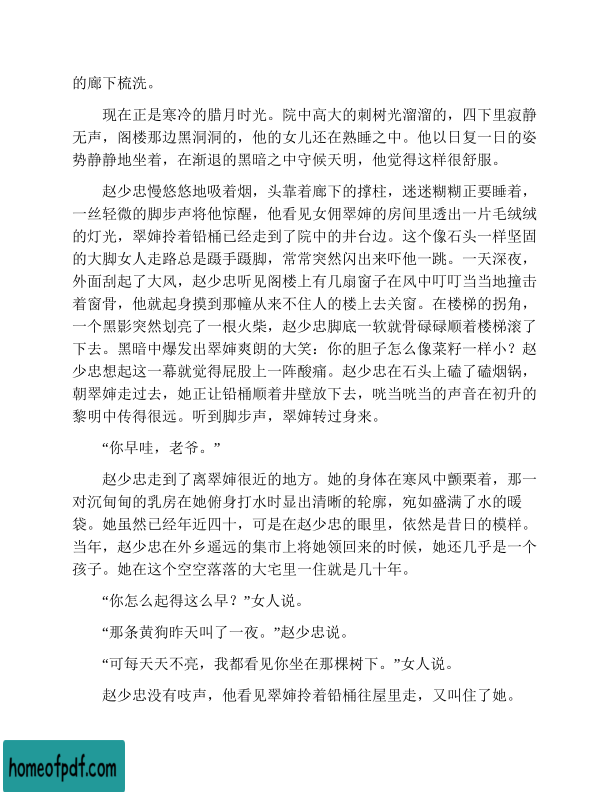 的廊下梳洗。
现在正是寒冷的腊月时光。院中高大的刺树光溜溜的，四下里寂静
无声，阁楼那边黑洞洞的，他的女儿还在熟睡之中。他以日复一日的姿
势静静地坐着，在渐退的黑暗之中守候天明，他觉得这样很舒服。
赵少忠慢悠悠地吸着烟，头靠着廊下的撑柱，迷迷糊糊正要睡着，
一丝轻微的脚步声将他惊醒，他看见女佣翠婶的房间里透出一片毛绒绒
的灯光，翠婶拎着铅桶已经走到了院中的井台边。这个像石头一样坚固
的大脚女人走路总是蹑手蹑脚，常常突然闪出来吓他一跳。一天深夜，
外面刮起了大风，赵少忠听见阁楼上有几扇窗子在风中叮叮当当地撞击
着窗骨，他就起身摸到那幢从来不住人的楼上去关窗。在楼梯的拐角，
一个黑影突然划亮了一根火柴，赵少忠脚底一软就骨碌碌顺着楼梯滚了
下去。黑暗中爆发出翠婶爽朗的大笑：你的胆子怎么像菜籽一样小？赵
少忠想起这一幕就觉得屁股上一阵酸痛。赵少忠在石头上磕了磕烟锅，
朝翠婶走过去，她正让铅桶顺着井壁放下去，咣当咣当的声音在初升的
黎明中传得很远。听到脚步声，翠婶转过身来。
“你早哇，老爷。”
赵少忠走到了离翠婶很近的地方。她的身体在寒风中颤栗着，那一
对沉甸甸的乳房在她俯身打水时显出清晰的轮廓，宛如盛满了水的暖
袋。她虽然已经年近四十，可是在赵少忠的眼里，依然是昔日的模样。
当年，赵少忠在外乡遥远的集市上将她领回来的时候，她还几乎是一个
孩子。她在这个空空落落的大宅里一住就是几十年。
“你怎么起得这么早？”女人说。
“那条黄狗昨天叫了一夜。”赵少忠说。
“可每天天不亮，我都看见你坐在那棵树下。”女人说。
赵少忠没有吱声，他看见翠婶拎着铅桶往屋里走，又叫住了她。
homeofpdf.com